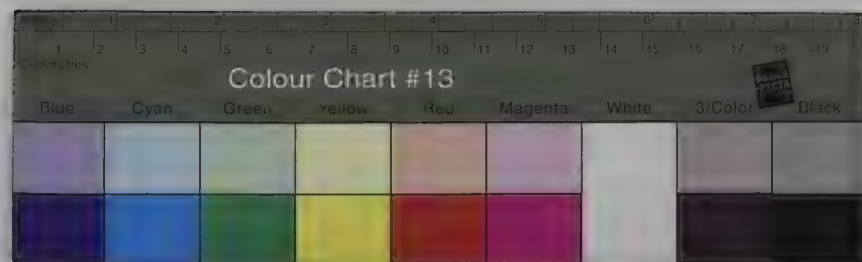 1 2 3 4 5 6 7
1 2 3 4 5 6 7 8 9 10 11 12 13 14 15 16 17 18 19
Centimetres
Colour Chart #13
DANES
PICTA
Blue Cyan Green Yellow Red Magenta White 3/Color Black